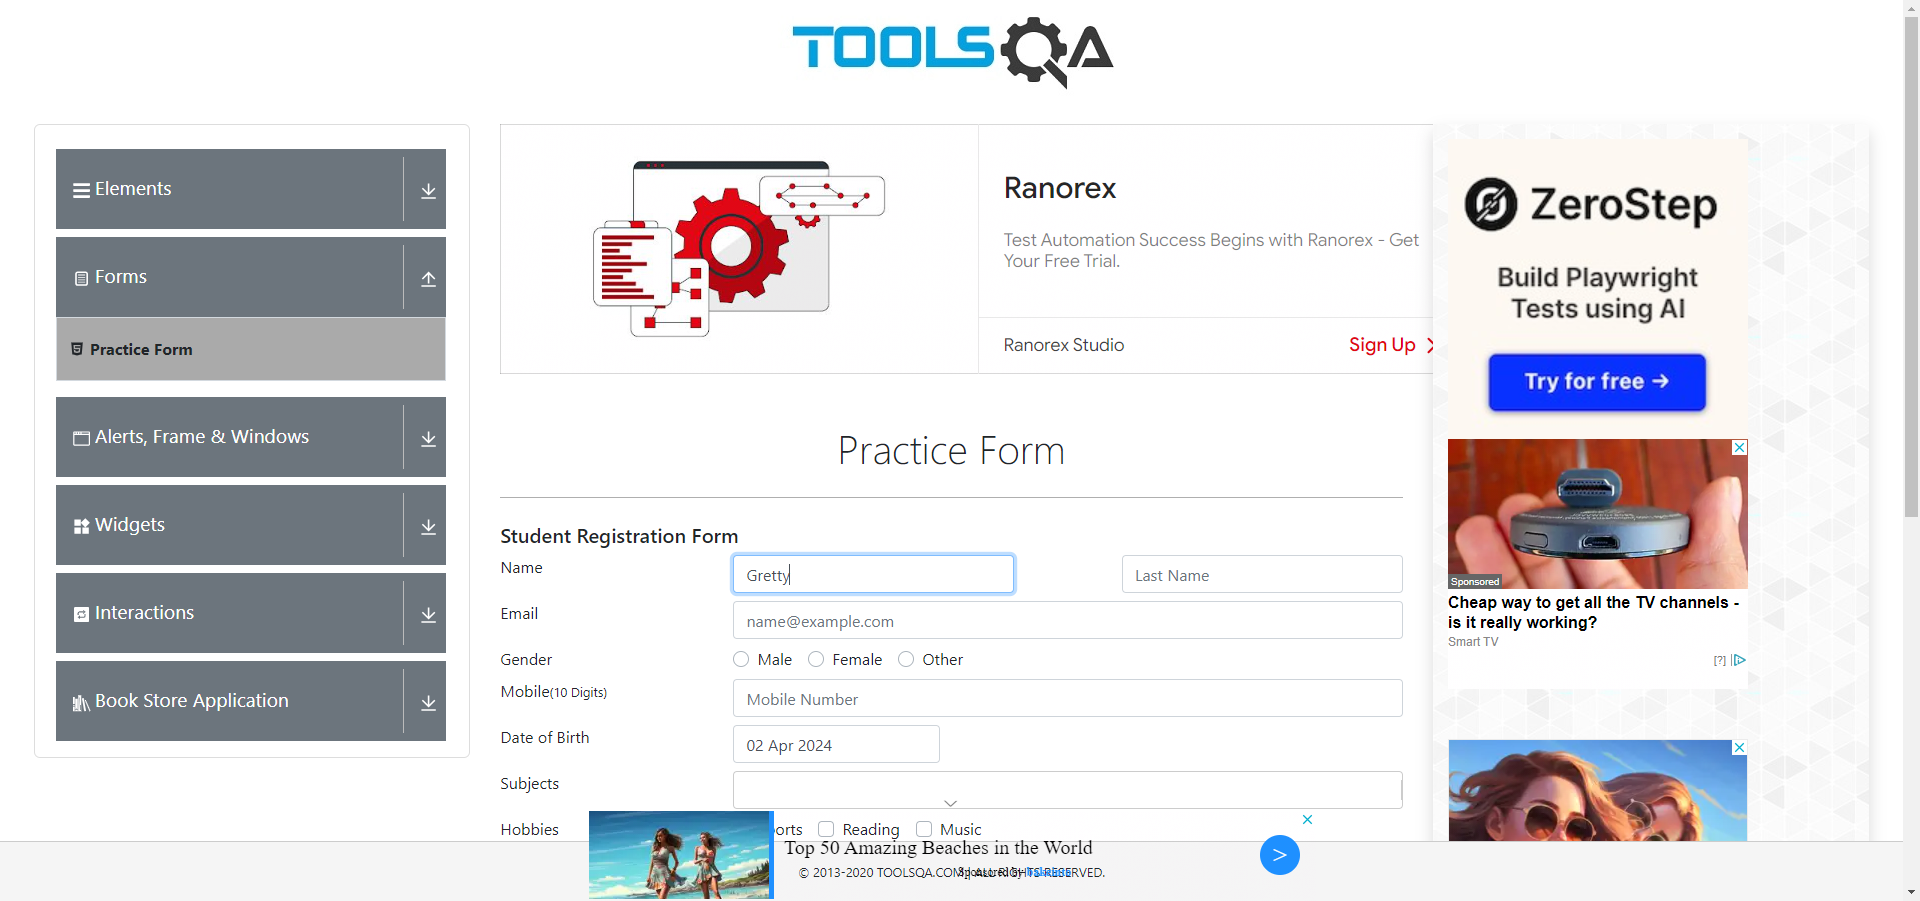 TOOLSQA
Elements
Forms
Practice Form
Alerts, Frame & Windows
Widgets
Interactions
Book Store Application
Ranorex
Test Automation Success Begins with Ranorex - Get
Your Free Trial.
Ranorex Studio
Sign Up
ZeroStep
Build Playwright
Tests using AI
Try for free →
Sponsored
Cheap way to get all the TV channels -
is it really working?
Smart TV
[?]
Practice Form
Student Registration Form
Name
Gretty
Last Name
Email
name@example.com
Gender
Male
Female
Other
Mobile(10 Digits)
Mobile Number
Date of Birth
02 Apr 2024
Subjects
Hobbies
Reading
Music
Top 50 Amazing Beaches in the World
© 2013-2020 TOOLSQA.COM | ALL RIGHTS RESERVED.